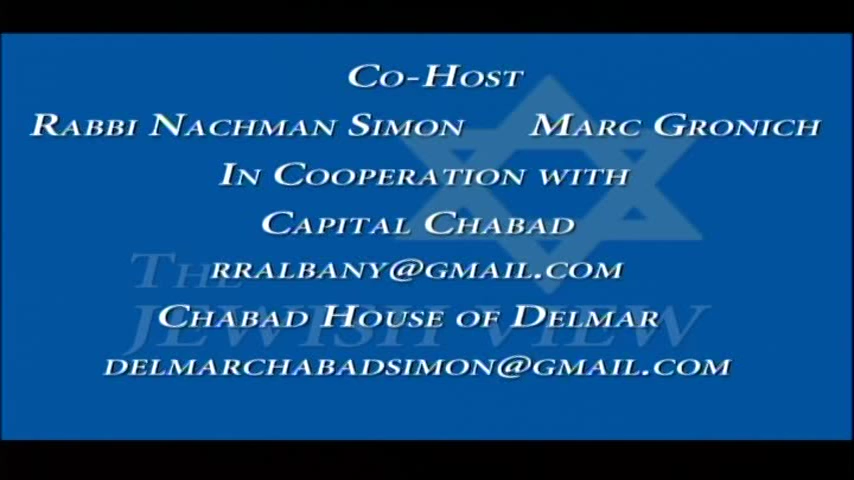 Co-Host
Rabbi Nachman Simon Marc Gronich
In Cooperation with
Capital Chabad
rralbany@gmail.com
The
Jewish View
Chabad House of Delmar
delmarchabadsimon@gmail.com